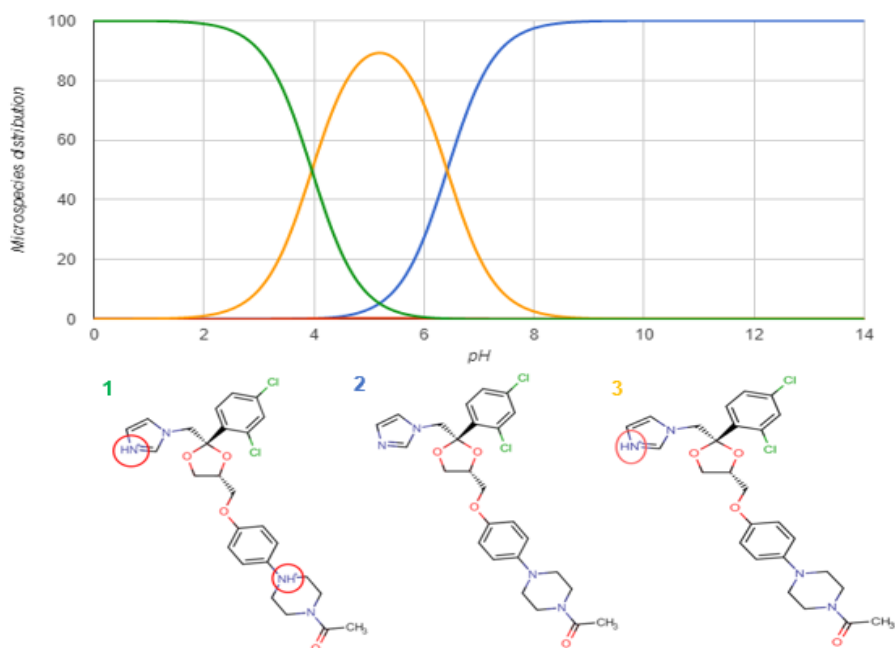 Microspecies distribution
100
80
60
40
20
0
0 2 4 6 8 10 12 14
pH
1 2 3
Cl Cl
N N N
HN N HN
Cl Cl Cl
O O O O O O
O O O
NH⁺ N N
N N N
CH₃ CH₃ CH₃
O O O